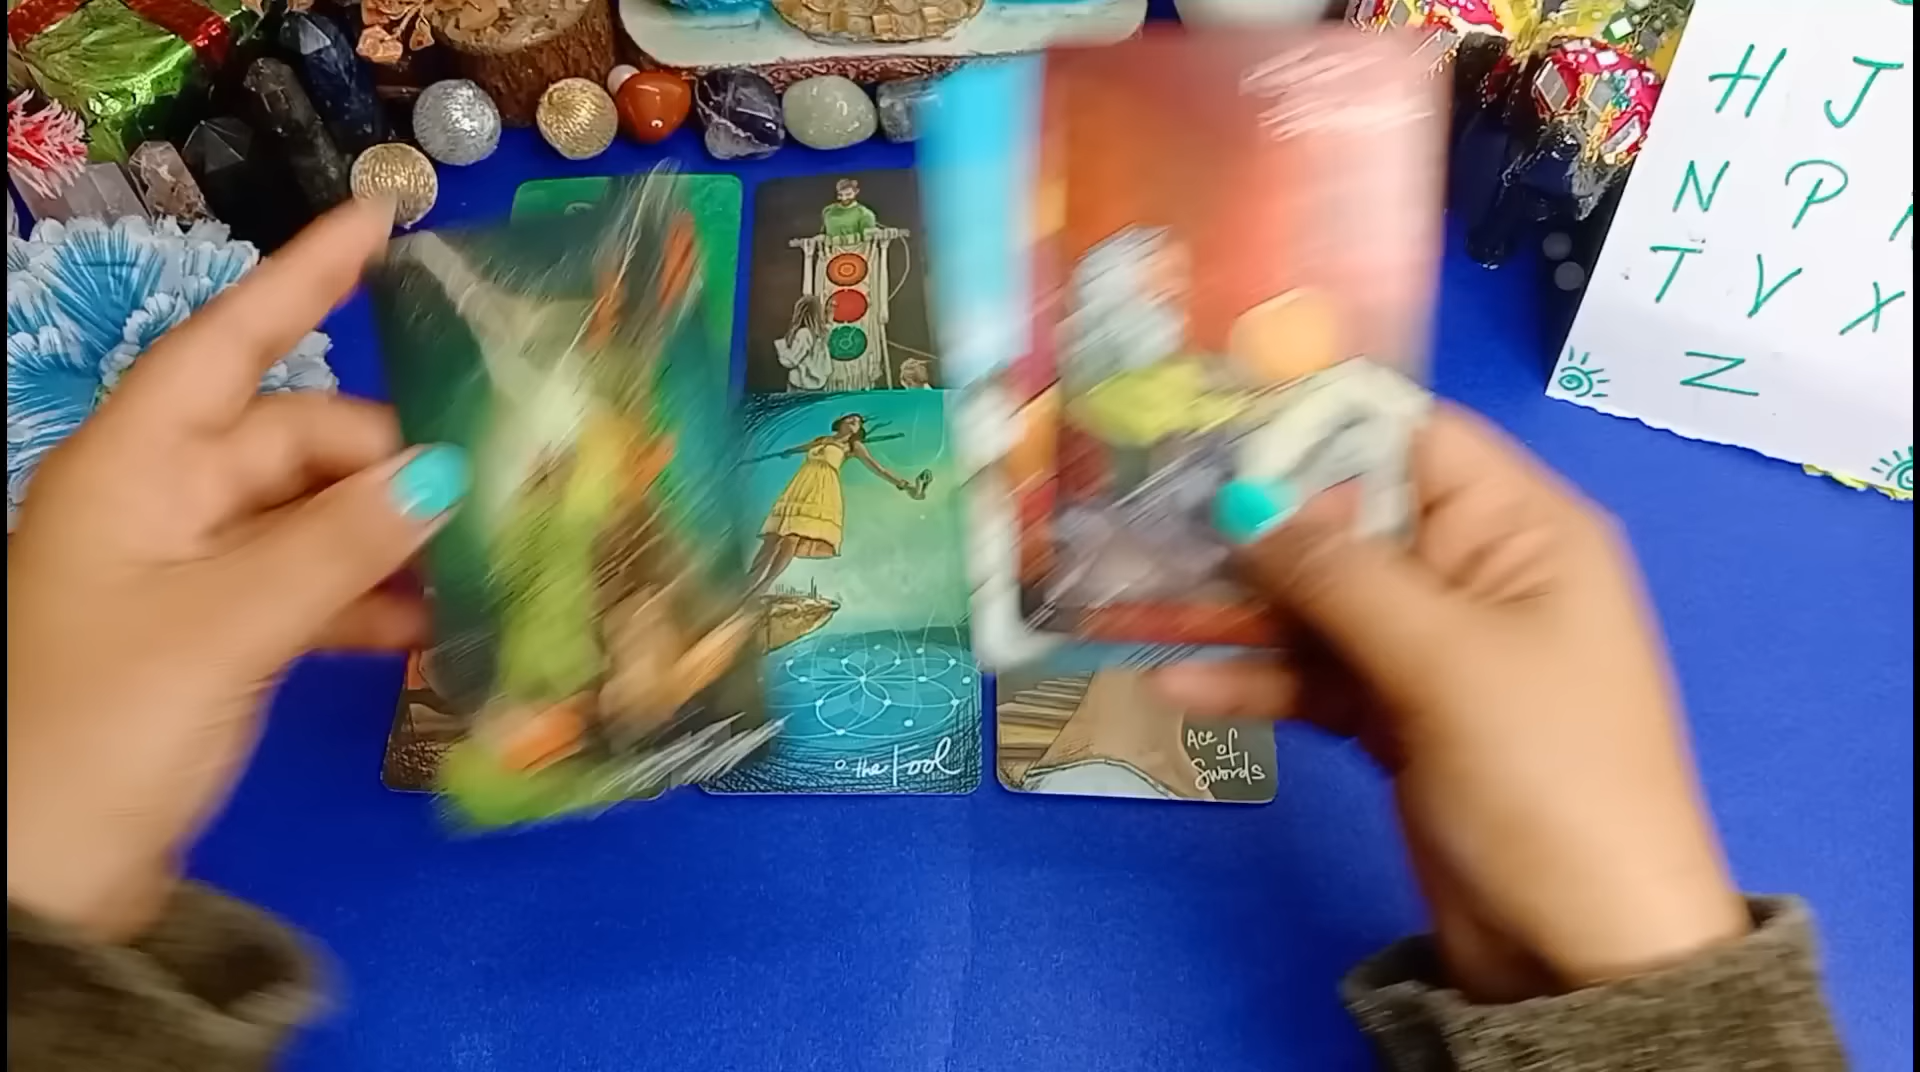 H J
N P
T V X
Z
0 the Fool
Ace
of
Swords